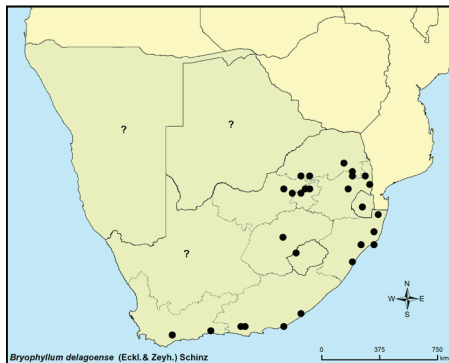 ?
?
?
N
W E
S
0 375 750
km
Bryophyllum delagoense (Eckl.& Zeyh.) Schinz